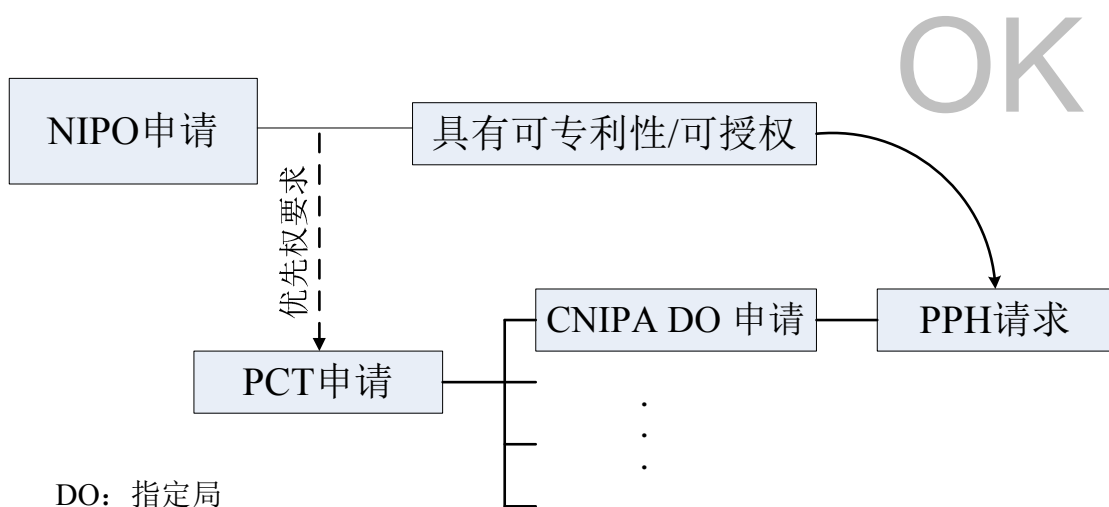 OK
NIPO申请
具有可专利性/可授权
优先权要求
CNIPA DO 申请
PPH请求
PCT申请
DO：指定局